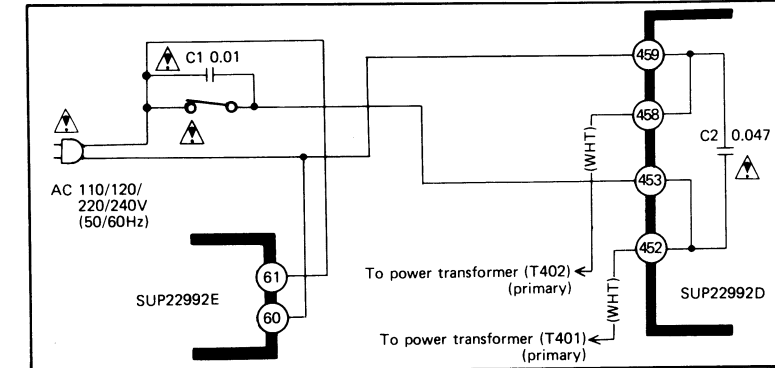 C1 0.01
459
458
C2 0.047
(WHT)
AC 110/120/
220/240V
(50/60Hz)
453
452
61
To power transformer (T402)
(primary)
SUP22992E
(WHT)
SUP22992D
60
To power transformer (T401)
(primary)